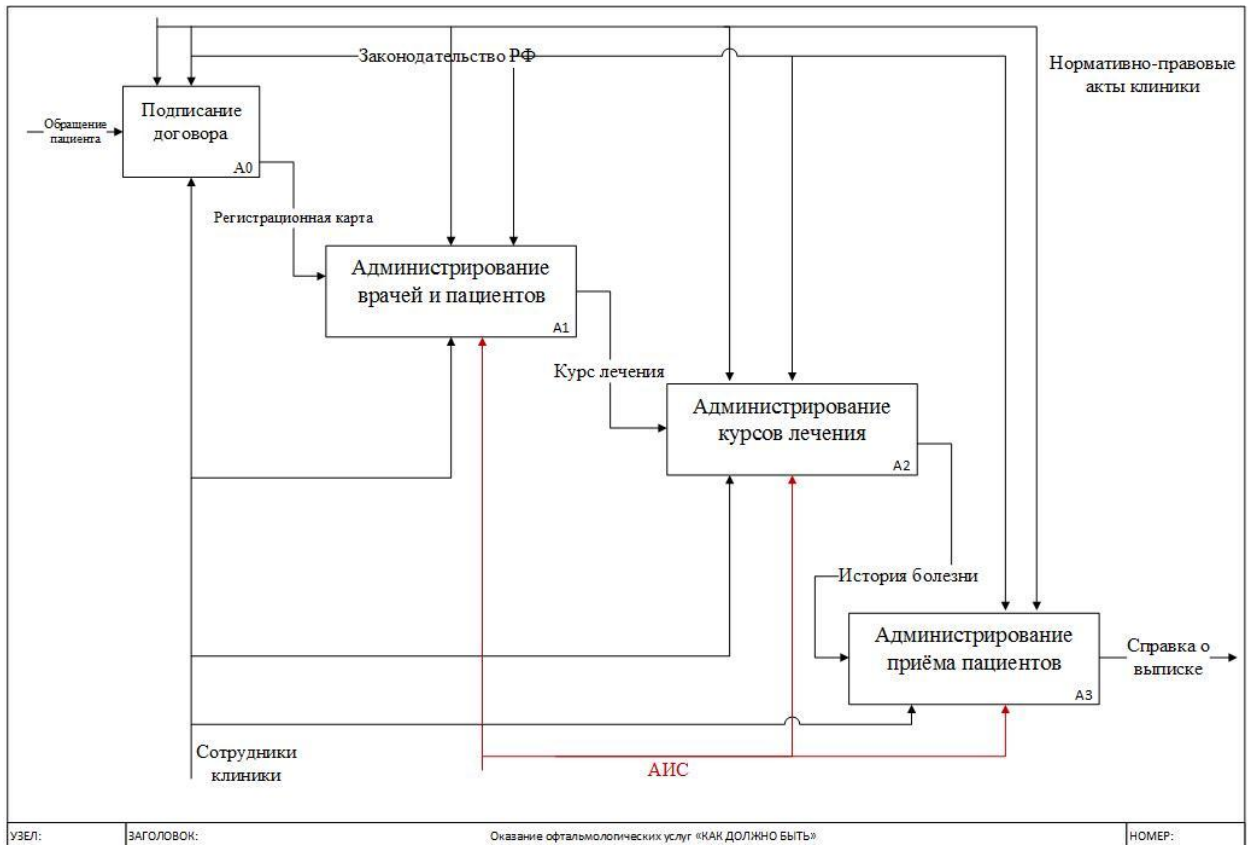 Законодательство РФ
Нормативно-правовые
акты клиники
Подписание
договора
A0
Обращение
пациента
Регистрационная карта
Администрирование
врачей и пациентов
A1
Курс лечения
Администрирование
курсов лечения
A2
История болезни
Администрирование
приёма пациентов
A3
Справка о
выписке
Сотрудники
клиники
АИС
УЗЕЛ:
ЗАГОЛОВОК:
Оказание офтальмологических услуг «КАК ДОЛЖНО БЫТЬ»
НОМЕР: